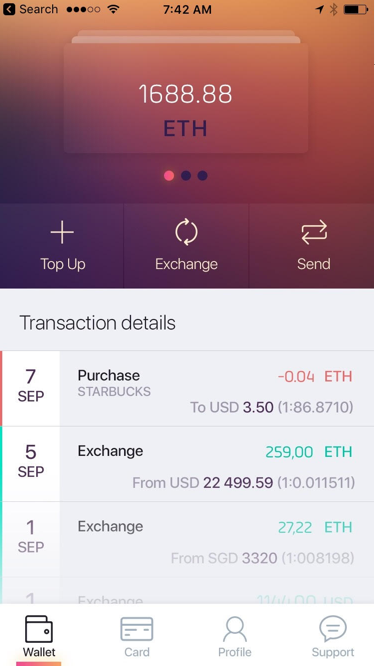 Search 7:42 AM
1688.88
ETH
Top Up Exchange Send
Transaction details
7 Purchase -0.04 ETH
SEP STARBUCKS
To USD 3.50 (1:86.8710)
5 Exchange 259,00 ETH
SEP
From USD 22 499.59 (1:0.011511)
1 Exchange 27,22 ETH
SEP
From SGD 3320 (1:008198)
1 Exchange 1144,00 USD
Wallet Card Profile Support